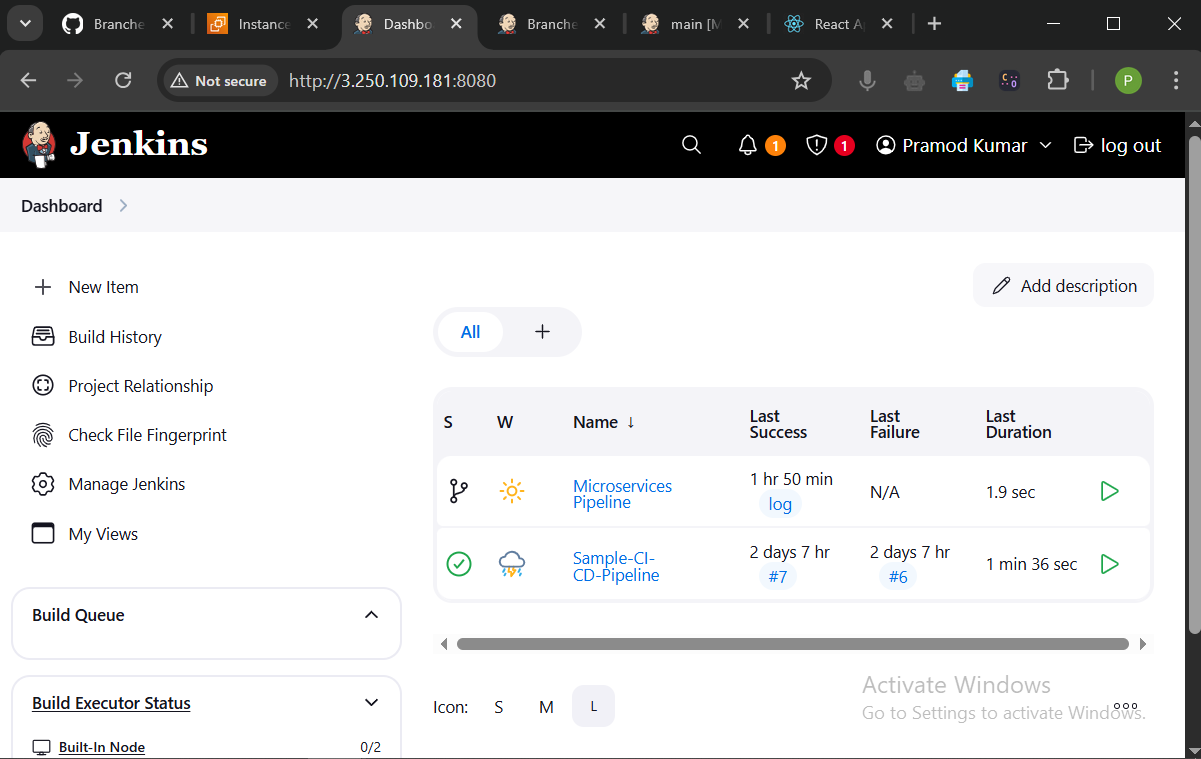 Branche
Instance
Dashbo
Branche
main [M
React A
Not secure
http://3.250.109.181:8080
P
Jenkins
1
1
Pramod Kumar
log out
Dashboard
New Item
Build History
Project Relationship
Check File Fingerprint
Manage Jenkins
My Views
Build Queue
Build Executor Status
Built-In Node
0/2
Add description
All
S
W
Name ↓
Last
Success
Last
Failure
Last
Duration
Microservices
Pipeline
1 hr 50 min
log
N/A
1.9 sec
Sample-CI-
CD-Pipeline
2 days 7 hr
#7
2 days 7 hr
#6
1 min 36 sec
Icon:
S
M
L
Activate Windows
Go to Settings to activate Windows.